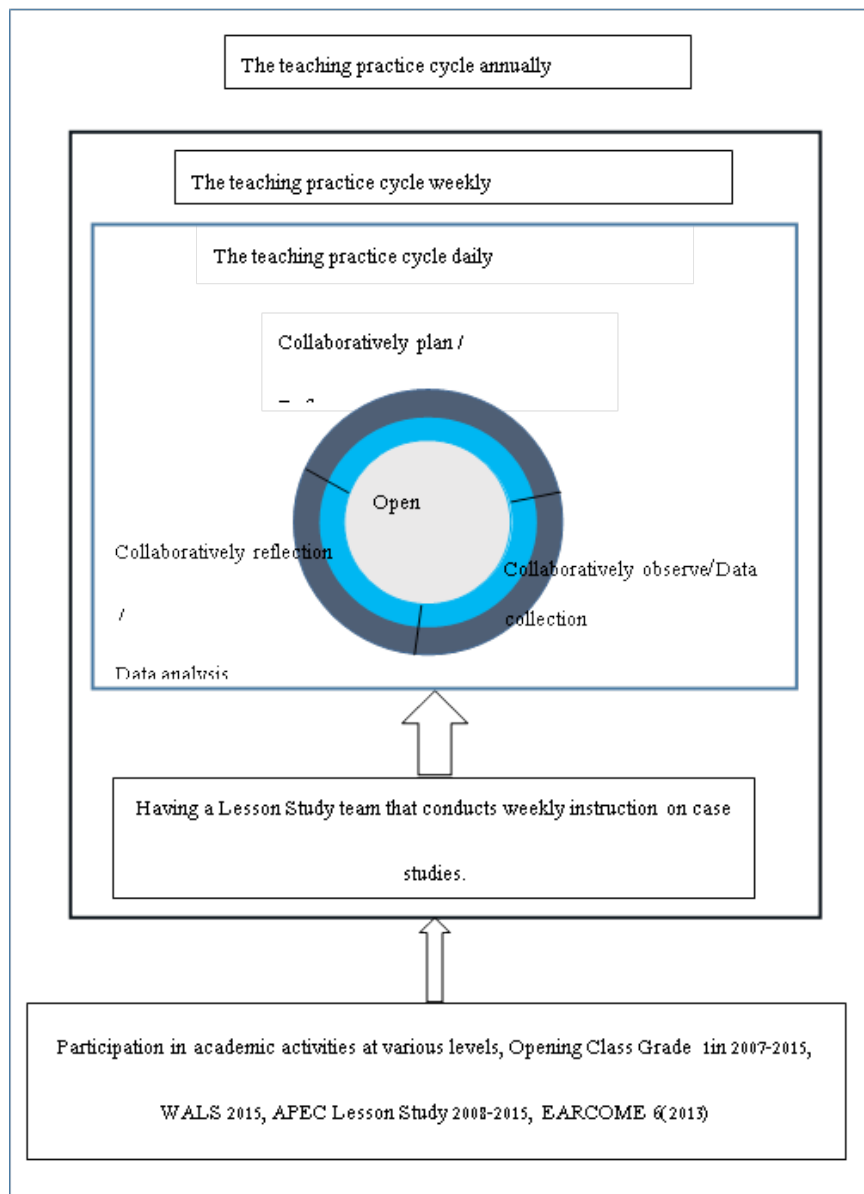 The teaching practice cycle annually
The teaching practice cycle weekly
The teaching practice cycle daily
Collaboratively plan /
Open
Collaboratively reflection
/
Data analysis
Collaboratively observe/Data
collection
Having a Lesson Study team that conducts weekly instruction on case
studies.
Participation in academic activities at various levels, Opening Class Grade 1in 2007-2015,
WALS 2015, APEC Lesson Study 2008-2015, EARCOME 6(2013)